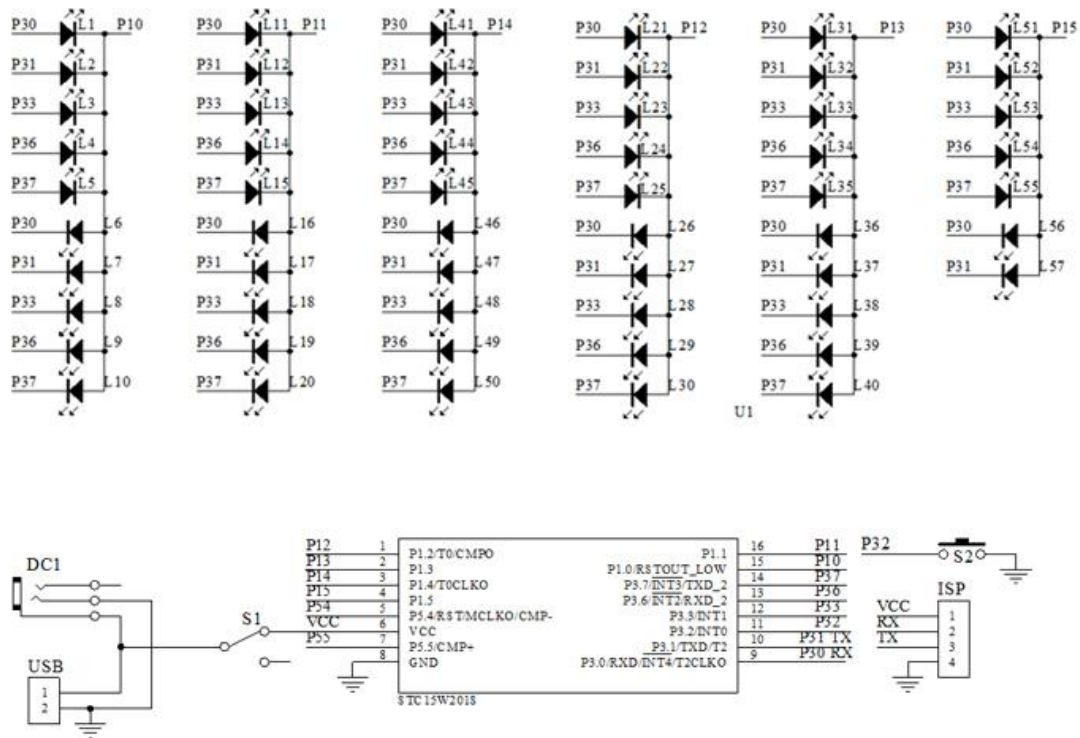 P30 L1 P10
P31 L2
P33 L3
P36 L4
P37 L5
P30 L6
P31 L7
P33 L8
P36 L9
P37 L10
P30 L11 P11
P31 L12
P33 L13
P36 L14
P37 L15
P30 L16
P31 L17
P33 L18
P36 L19
P37 L20
P30 L41 P14
P31 L42
P33 L43
P36 L44
P37 L45
P30 L46
P31 L47
P33 L48
P36 L49
P37 L50
P30 L21 P12
P31 L22
P33 L23
P36 L24
P37 L25
P30 L26
P31 L27
P33 L28
P36 L29
P37 L30
P30 L31 P13
P31 L32
P33 L33
P36 L34
P37 L35
P30 L36
P31 L37
P33 L38
P36 L39
P37 L40
P30 L51 P15
P31 L52
P33 L53
P36 L54
P37 L55
P30 L56
P31 L57
U1
DC1
USB
1
2
S1
P12 1 P1.2/T0/CMPO
P13 2 P1.3
P14 3 P1.4/T0CLKO
P15 4 P1.5
P54 5 P5.4/RST/MCLKO/CMP-
VCC 6 VCC
P55 7 P5.5/CMP+
8 GND
P1.1 16 P11
P1.0/RSTOUT_LOW 15 P10
P3.7/INT3/TXD_2 14 P37
P3.6/INT2/RXD_2 13 P36
P3.3/INT1 12 P33
P3.2/INT0 11 P32
P3.1/TXD/T2 10 P31 TX
P3.0/RXD/INT4/T2CLKO 9 P30 RX
STC15W201S
P32 S2
ISP
VCC 1
RX 2
TX 3
4